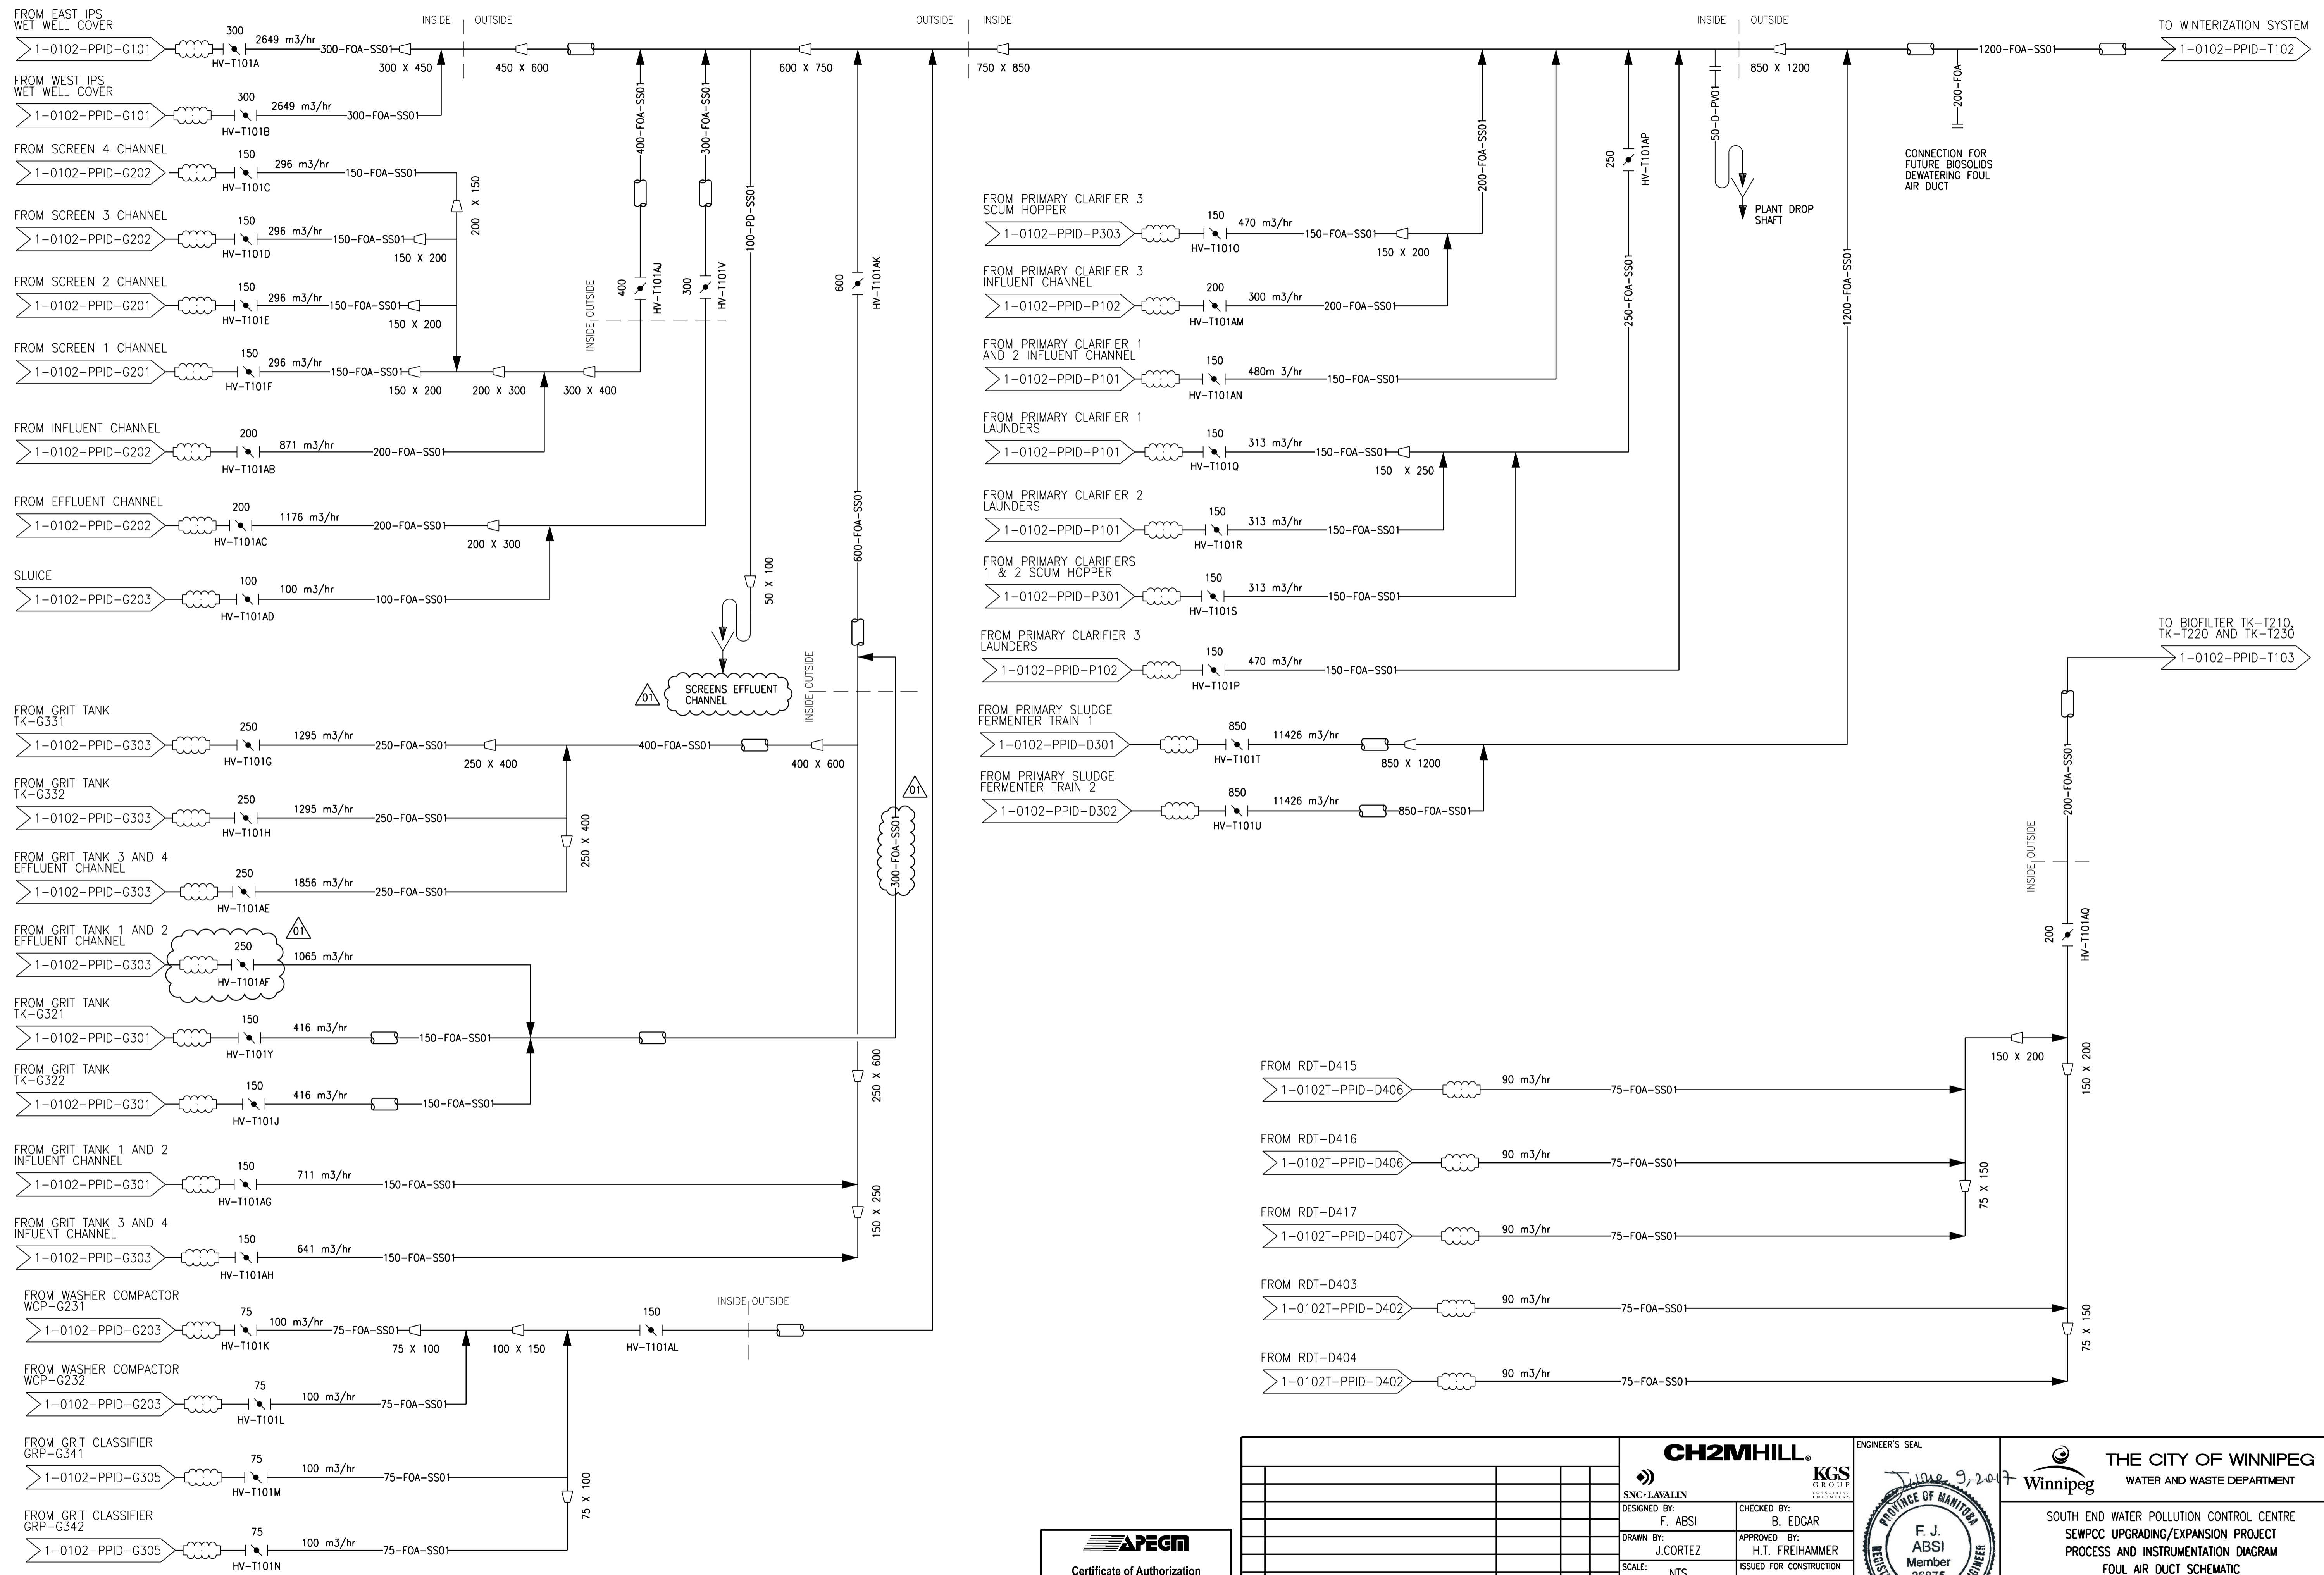 FROM EAST IPS
WET WELL COVER
1-0102-PPID-G101
300
HV-T101A
2649 m3/hr
300-FOA-SS01
300 X 450
INSIDE
OUTSIDE
450 X 600
600 X 750
OUTSIDE
INSIDE
750 X 850
INSIDE
OUTSIDE
850 X 1200
1200-FOA-SS01
TO WINTERIZATION SYSTEM
1-0102-PPID-T102
FROM WEST IPS
WET WELL COVER
1-0102-PPID-G101
300
HV-T101B
2649 m3/hr
300-FOA-SS01
FROM SCREEN 4 CHANNEL
1-0102-PPID-G202
150
HV-T101C
296 m3/hr
150-FOA-SS01
200 X 150
FROM SCREEN 3 CHANNEL
1-0102-PPID-G202
150
HV-T101D
296 m3/hr
150-FOA-SS01
150 X 200
FROM SCREEN 2 CHANNEL
1-0102-PPID-G201
150
HV-T101E
296 m3/hr
150-FOA-SS01
150 X 200
FROM SCREEN 1 CHANNEL
1-0102-PPID-G201
150
HV-T101F
296 m3/hr
150-FOA-SS01
150 X 200
200 X 300
300 X 400
FROM INFLUENT CHANNEL
1-0102-PPID-G202
200
HV-T101AB
871 m3/hr
200-FOA-SS01
FROM EFFLUENT CHANNEL
1-0102-PPID-G202
200
HV-T101AC
1176 m3/hr
200-FOA-SS01
200 X 300
SLUICE
1-0102-PPID-G203
100
HV-T101AD
100 m3/hr
100-FOA-SS01
400-FOA-SS01
400
HV-T101AJ
300-FOA-SS01
300
HV-T101V
INSIDE
OUTSIDE
100-PD-SS01
50 X 100
01
SCREENS EFFLUENT
CHANNEL
600
HV-T101AK
600-FOA-SS01
INSIDE
OUTSIDE
FROM GRIT TANK
TK-G331
1-0102-PPID-G303
250
HV-T101G
1295 m3/hr
250-FOA-SS01
250 X 400
400-FOA-SS01
400 X 600
FROM GRIT TANK
TK-G332
1-0102-PPID-G303
250
HV-T101H
1295 m3/hr
250-FOA-SS01
250 X 400
FROM GRIT TANK 3 AND 4
EFFLUENT CHANNEL
1-0102-PPID-G303
250
HV-T101AE
1856 m3/hr
250-FOA-SS01
01
300-FOA-SS01
FROM GRIT TANK 1 AND 2
EFFLUENT CHANNEL
1-0102-PPID-G303
250
HV-T101AF
01
1065 m3/hr
FROM GRIT TANK
TK-G321
1-0102-PPID-G301
150
HV-T101Y
416 m3/hr
150-FOA-SS01
FROM GRIT TANK
TK-G322
1-0102-PPID-G301
150
HV-T101J
416 m3/hr
150-FOA-SS01
250 X 600
FROM GRIT TANK 1 AND 2
INFLUENT CHANNEL
1-0102-PPID-G301
150
HV-T101AG
711 m3/hr
150-FOA-SS01
150 X 250
FROM GRIT TANK 3 AND 4
INFUENT CHANNEL
1-0102-PPID-G303
150
HV-T101AH
641 m3/hr
150-FOA-SS01
FROM WASHER COMPACTOR
WCP-G231
1-0102-PPID-G203
75
HV-T101K
100 m3/hr
75-FOA-SS01
75 X 100
100 X 150
150
HV-T101AL
INSIDE
OUTSIDE
FROM WASHER COMPACTOR
WCP-G232
1-0102-PPID-G203
75
HV-T101L
100 m3/hr
75-FOA-SS01
FROM GRIT CLASSIFIER
GRP-G341
1-0102-PPID-G305
75
HV-T101M
100 m3/hr
75-FOA-SS01
75 X 100
FROM GRIT CLASSIFIER
GRP-G342
1-0102-PPID-G305
75
HV-T101N
100 m3/hr
75-FOA-SS01
FROM PRIMARY CLARIFIER 3
SCUM HOPPER
1-0102-PPID-P303
150
HV-T101O
470 m3/hr
150-FOA-SS01
150 X 200
200-FOA-SS01
FROM PRIMARY CLARIFIER 3
INFLUENT CHANNEL
1-0102-PPID-P102
200
HV-T101AM
300 m3/hr
200-FOA-SS01
FROM PRIMARY CLARIFIER 1
AND 2 INFLUENT CHANNEL
1-0102-PPID-P101
150
HV-T101AN
480m 3/hr
150-FOA-SS01
FROM PRIMARY CLARIFIER 1
LAUNDERS
1-0102-PPID-P101
150
HV-T101Q
313 m3/hr
150-FOA-SS01
150 X 250
FROM PRIMARY CLARIFIER 2
LAUNDERS
1-0102-PPID-P101
150
HV-T101R
313 m3/hr
150-FOA-SS01
FROM PRIMARY CLARIFIERS
1 & 2 SCUM HOPPER
1-0102-PPID-P301
150
HV-T101S
313 m3/hr
150-FOA-SS01
FROM PRIMARY CLARIFIER 3
LAUNDERS
1-0102-PPID-P102
150
HV-T101P
470 m3/hr
150-FOA-SS01
250
HV-T101AP
250-FOA-SS01
50-D-PV01
PLANT DROP
SHAFT
1200-FOA-SS01
200-FOA
CONNECTION FOR
FUTURE BIOSOLIDS
DEWATERING FOUL
AIR DUCT
FROM PRIMARY SLUDGE
FERMENTER TRAIN 1
1-0102-PPID-D301
850
HV-T101T
11426 m3/hr
850 X 1200
FROM PRIMARY SLUDGE
FERMENTER TRAIN 2
1-0102-PPID-D302
850
HV-T101U
11426 m3/hr
850-FOA-SS01
TO BIOFILTER TK-T210,
TK-T220 AND TK-T230
1-0102-PPID-T103
200-FOA-SS01
INSIDE
OUTSIDE
200
HV-T101AQ
150 X 200
150 X 200
FROM RDT-D415
1-0102T-PPID-D406
90 m3/hr
75-FOA-SS01
FROM RDT-D416
1-0102T-PPID-D406
90 m3/hr
75-FOA-SS01
75 X 150
FROM RDT-D417
1-0102T-PPID-D407
90 m3/hr
75-FOA-SS01
FROM RDT-D403
1-0102T-PPID-D402
90 m3/hr
75-FOA-SS01
75 X 150
FROM RDT-D404
1-0102T-PPID-D402
90 m3/hr
75-FOA-SS01
APEGM
Certificate of Authorization
CH2MHILL®
SNC·LAVALIN
KGS
GROUP
CONSULTING
ENGINEERS
DESIGNED BY:
F. ABSI
CHECKED BY:
B. EDGAR
DRAWN BY:
J.CORTEZ
APPROVED BY:
H.T. FREIHAMMER
SCALE:
NTS
ISSUED FOR CONSTRUCTION
ENGINEER'S SEAL
June 9, 2017
PROVINCE OF MANITOBA
F. J.
ABSI
Member
Winnipeg
THE CITY OF WINNIPEG
WATER AND WASTE DEPARTMENT
SOUTH END WATER POLLUTION CONTROL CENTRE
SEWPCC UPGRADING/EXPANSION PROJECT
PROCESS AND INSTRUMENTATION DIAGRAM
FOUL AIR DUCT SCHEMATIC